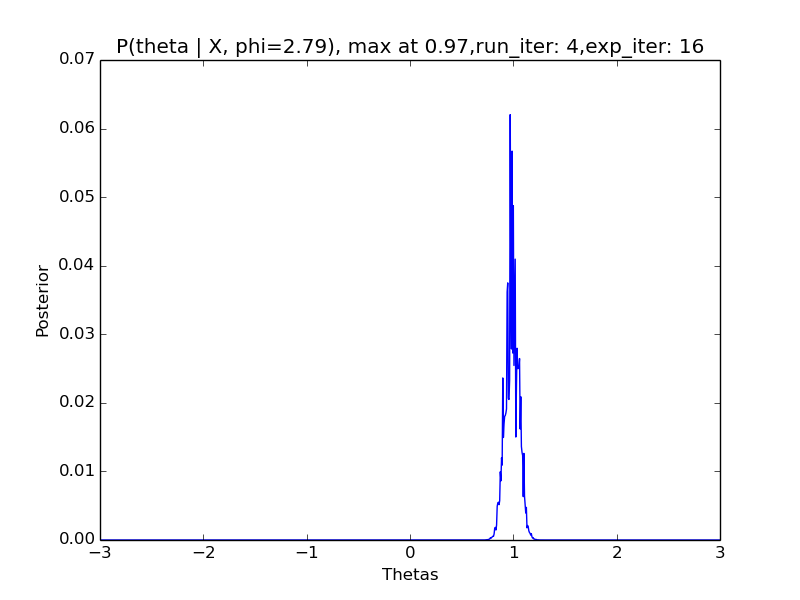 P(theta | X, phi=2.79), max at 0.97,run_iter: 4,exp_iter: 16
0.07
0.06
0.05
0.04
0.03
0.02
0.01
0.00
Posterior
−3 −2 −1 0 1 2 3
Thetas